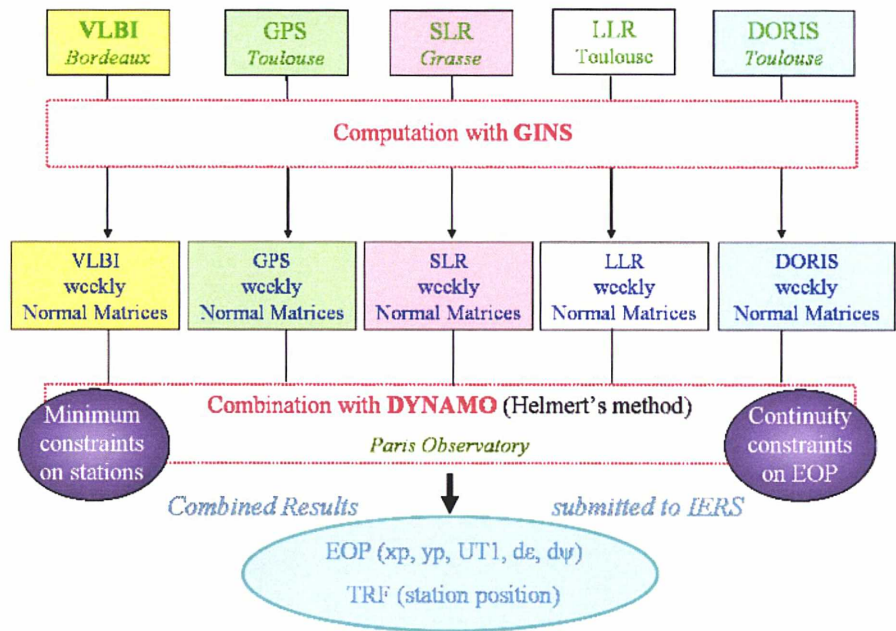 VLBI
Bordeaux
GPS
Toulouse
SLR
Grasse
LLR
Toulouse
DORIS
Toulouse
Computation with GINS
VLBI
weekly
Normal Matrices
GPS
weekly
Normal Matrices
SLR
weekly
Normal Matrices
LLR
weekly
Normal Matrices
DORIS
weekly
Normal Matrices
Minimum
constraints
on stations
Combination with DYNAMO (Helmert's method)
Paris Observatory
Continuity
constraints
on EOP
Combined Results submitted to IERS
EOP (xp, yp, UT1, dε, dψ)
TRF (station position)